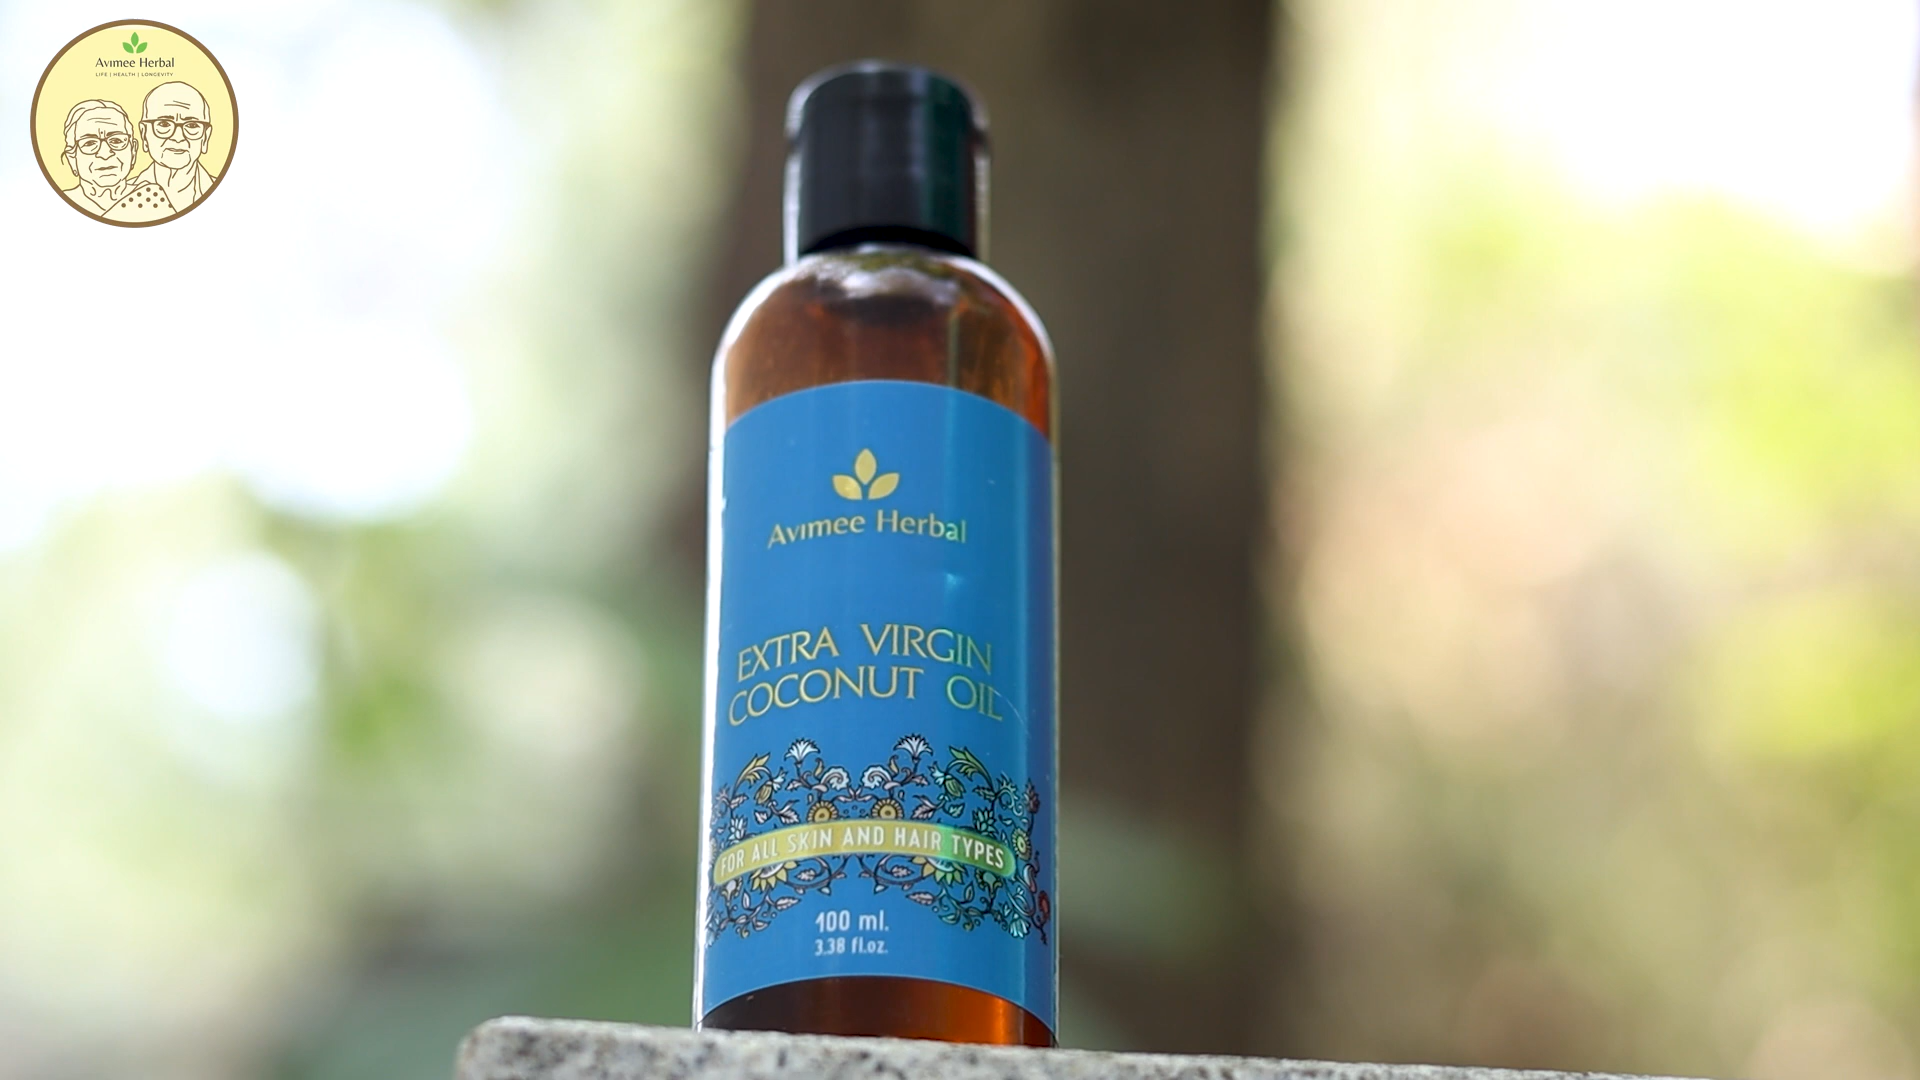 Avimee Herbal
LIFE | HEALTH | LONGEVITY
Avimee Herbal
EXTRA VIRGIN
COCONUT OIL
FOR ALL SKIN AND HAIR TYPES
100 ml.
3.38 fl.oz.